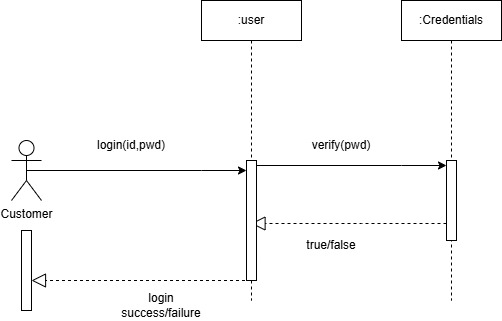 :user
:Credentials
login(id,pwd)
verify(pwd)
Customer
true/false
login
success/failure